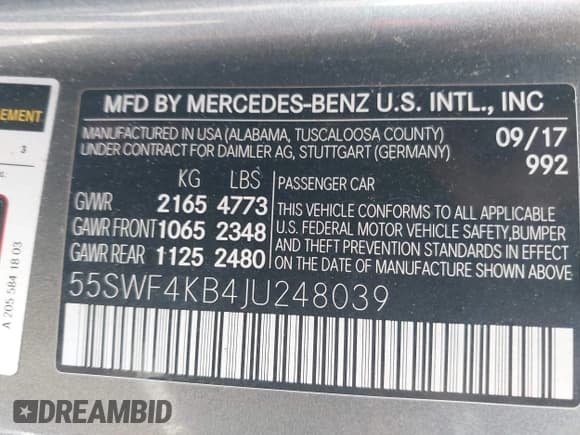 EMENT
3
A 205 584 18 03
MFD BY MERCEDES-BENZ U.S. INTL., INC
MANUFACTURED IN USA (ALABAMA, TUSCALOOSA COUNTY) 09/17
UNDER CONTRACT FOR DAIMLER AG, STUTTGART (GERMANY) 992
KG LBS PASSENGER CAR
GVWR 2165 4773
GAWR FRONT 1065 2348
GAWR REAR 1125 2480
THIS VEHICLE CONFORMS TO ALL APPLICABLE
U.S. FEDERAL MOTOR VEHICLE SAFETY,BUMPER
AND THEFT PREVENTION STANDARDS IN EFFECT
ON THE DATE OF MANUFACTURE SHOWN ABOVE.
55SWF4KB4JU248039
DREAMBID